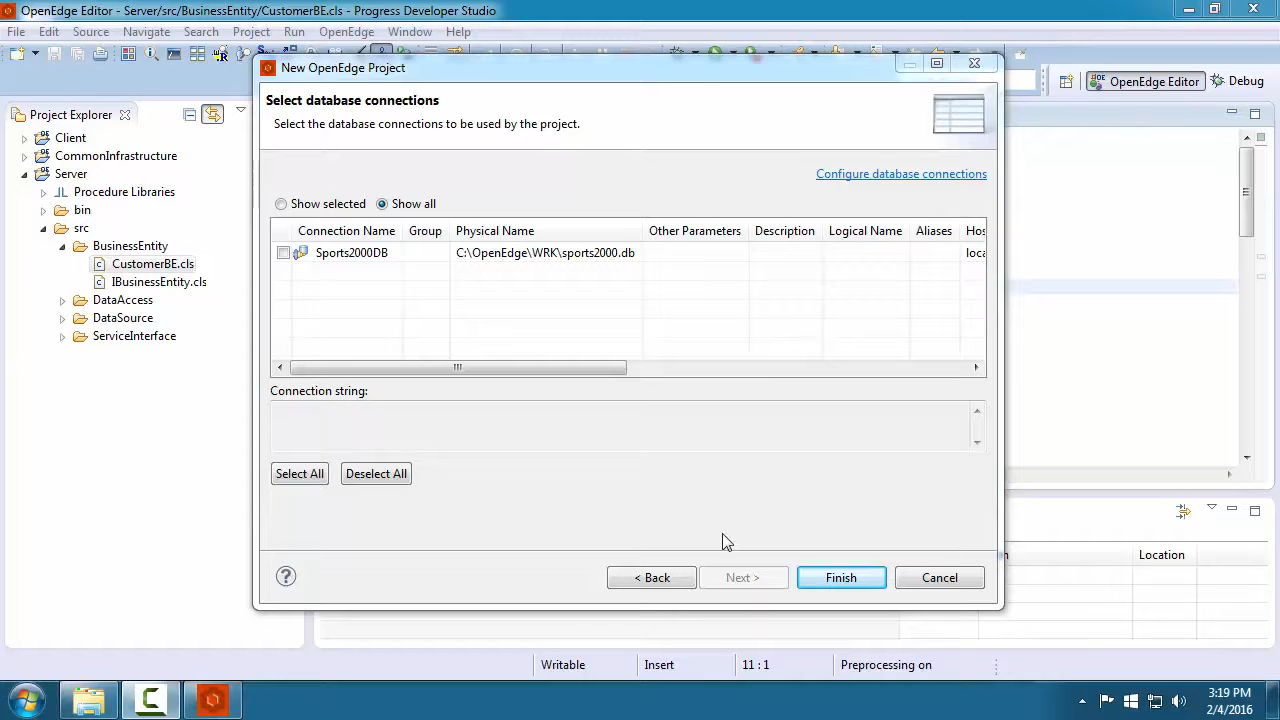 OpenEdge Editor - Server/src/BusinessEntity/CustomerBE.cls - Progress Developer Studio
File Edit Source Navigate Search Project Run OpenEdge Window Help
New OpenEdge Project
OpenEdge Editor
Debug
Project Explorer
Select database connections
Select the database connections to be used by the project.
Client
CommonInfrastructure
Server
Procedure Libraries
bin
src
BusinessEntity
CustomerBE.cls
IBusinessEntity.cls
DataAccess
DataSource
ServiceInterface
Configure database connections
Show selected Show all
Connection Name Group Physical Name Other Parameters Description Logical Name Aliases Hos
Sports2000DB C:\OpenEdge\WRK\sports2000.db loca
Connection string:
Select All Deselect All
Location
< Back Next > Finish Cancel
Writable Insert 11 : 1 Preprocessing on
3:19 PM
2/4/2016